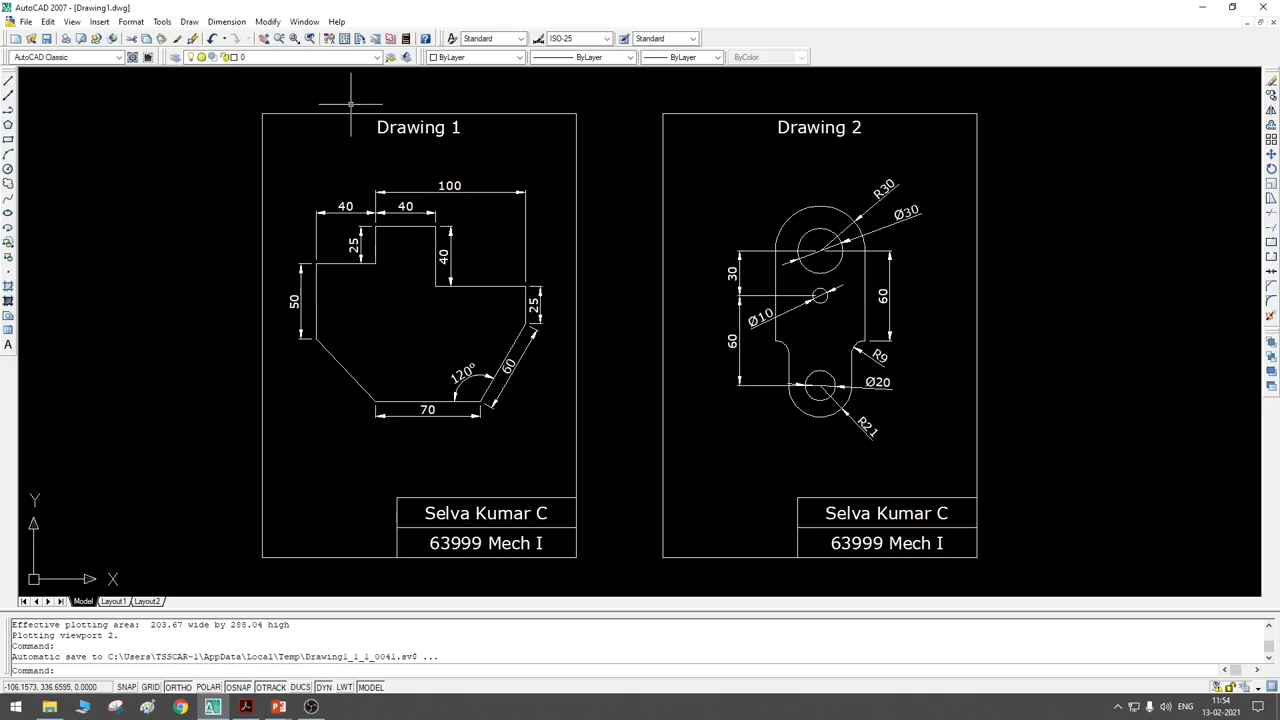 AutoCAD 2007 - [Drawing1.dwg]
File Edit View Insert Format Tools Draw Dimension Modify Window Help
Standard ISO-25 Standard
AutoCAD Classic 0 ByLayer ByLayer ByLayer ByColor
Drawing 1
100
40 40
25
40
50
25
120°
60
70
Selva Kumar C
63999 Mech I
Drawing 2
R30
Ø30
30
60
Ø10
60
R9
Ø20
R21
Selva Kumar C
63999 Mech I
Y
X
Model Layout1 Layout2
Effective plotting area: 203.67 wide by 288.04 high
Plotting viewport 2.
Command:
Automatic save to C:\Users\TSSCAR~1\AppData\Local\Temp\Drawing1_1_1_0041.sv$ ...
Command:
-106.1573, 336.6595, 0.0000 SNAP GRID ORTHO POLAR OSNAP OTRACK DUCS DYN LWT MODEL
ENG
11:54
13-02-2021